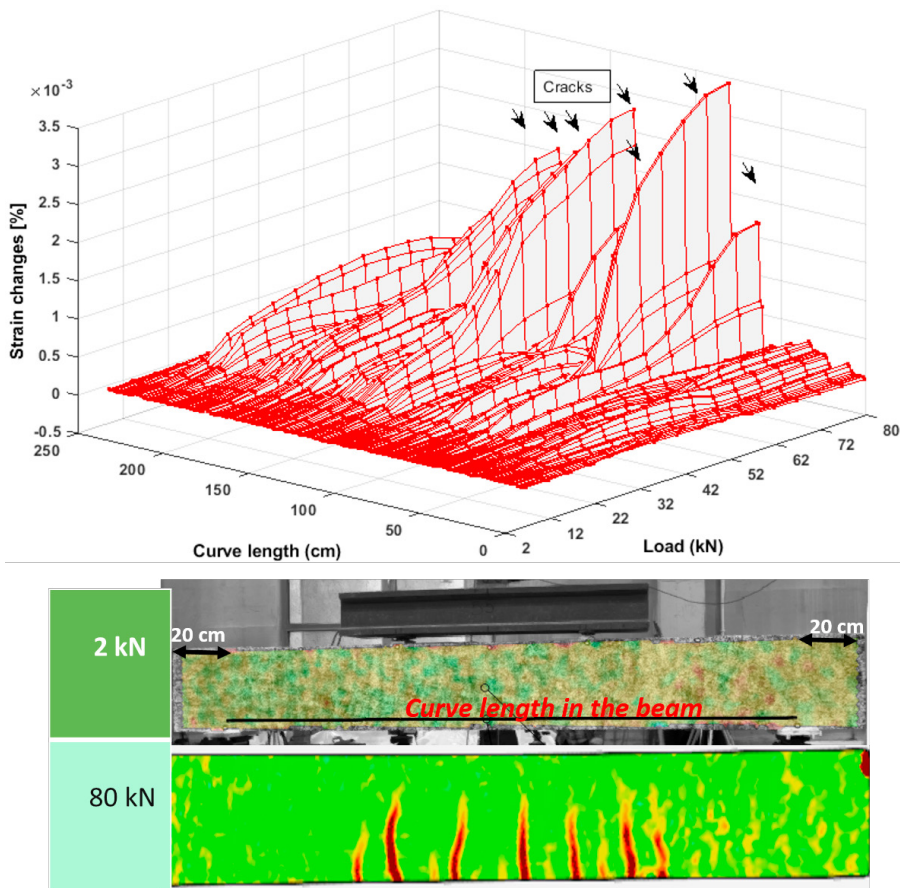 ×10⁻³
Cracks
3.5
3
2.5
2
1.5
1
0.5
0
-0.5
Strain changes [%]
250
200
150
100
50
0
Curve length (cm)
2
12
22
32
42
52
62
72
80
Load (kN)
2 kN
20 cm
20 cm
Curve length in the beam
80 kN